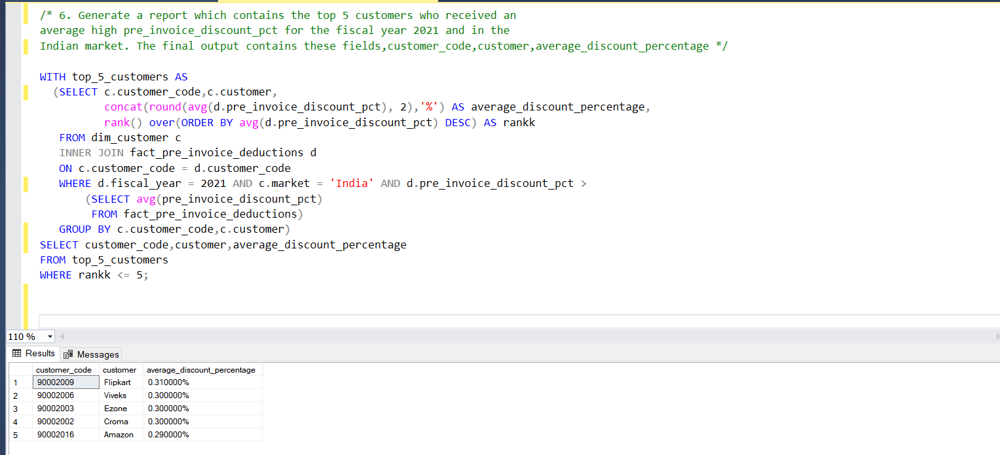 /* 6. Generate a report which contains the top 5 customers who received an
average high pre_invoice_discount_pct for the fiscal year 2021 and in the
Indian market. The final output contains these fields,customer_code,customer,average_discount_percentage */
WITH top_5_customers AS
(SELECT c.customer_code,c.customer,
concat(round(avg(d.pre_invoice_discount_pct), 2),'%') AS average_discount_percentage,
rank() over(ORDER BY avg(d.pre_invoice_discount_pct) DESC) AS rankk
FROM dim_customer c
INNER JOIN fact_pre_invoice_deductions d
ON c.customer_code = d.customer_code
WHERE d.fiscal_year = 2021 AND c.market = 'India' AND d.pre_invoice_discount_pct >
(SELECT avg(pre_invoice_discount_pct)
FROM fact_pre_invoice_deductions)
GROUP BY c.customer_code,c.customer)
SELECT customer_code,customer,average_discount_percentage
FROM top_5_customers
WHERE rankk <= 5;
110 %
Results Messages
customer_code customer average_discount_percentage
1 90002009 Flipkart 0.310000%
2 90002006 Viveks 0.300000%
3 90002003 Ezone 0.300000%
4 90002002 Croma 0.300000%
5 90002016 Amazon 0.290000%